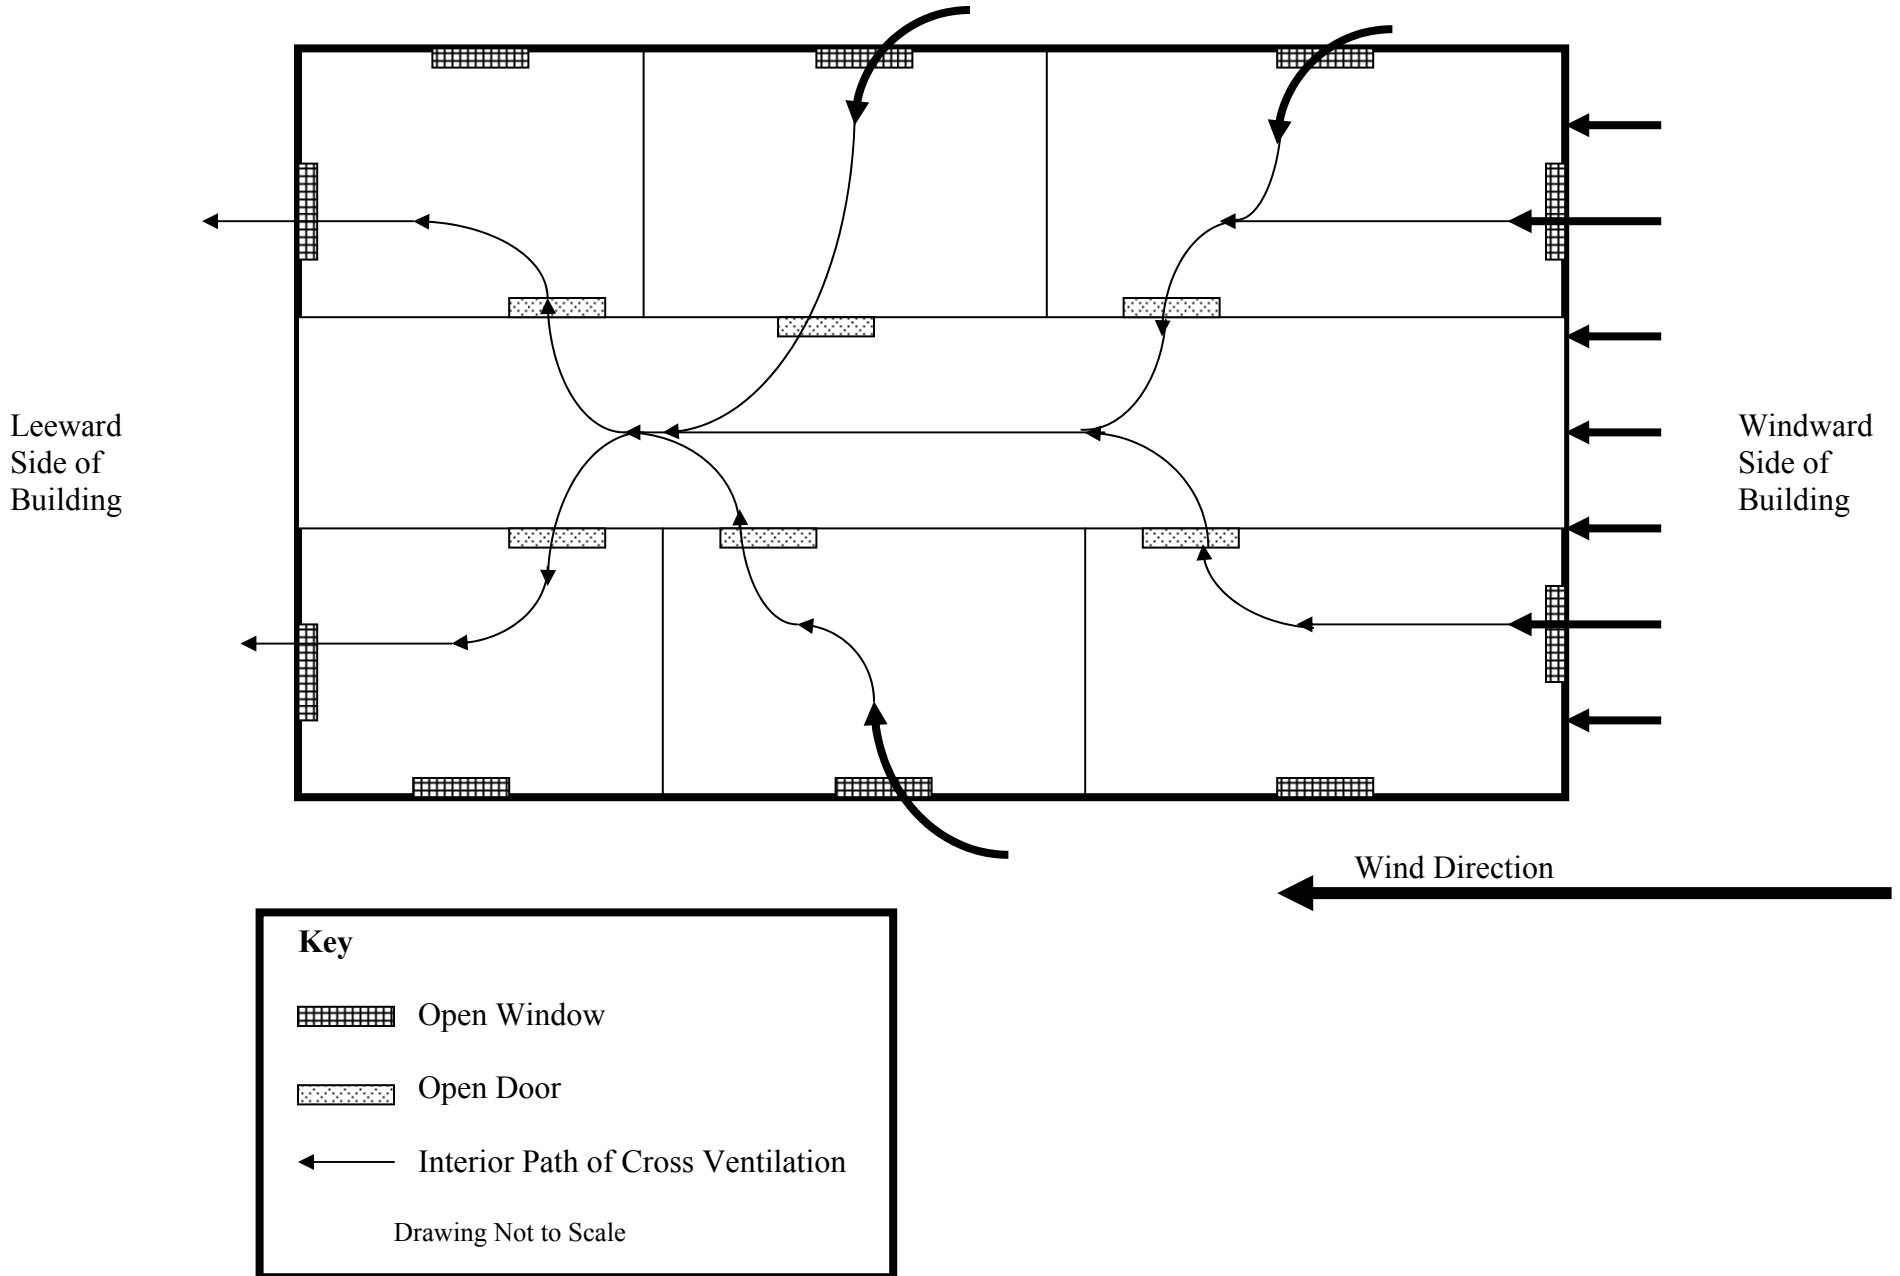 Leeward
Side of
Building
Windward
Side of
Building
Wind Direction
Key
Open Window
Open Door
Interior Path of Cross Ventilation
Drawing Not to Scale